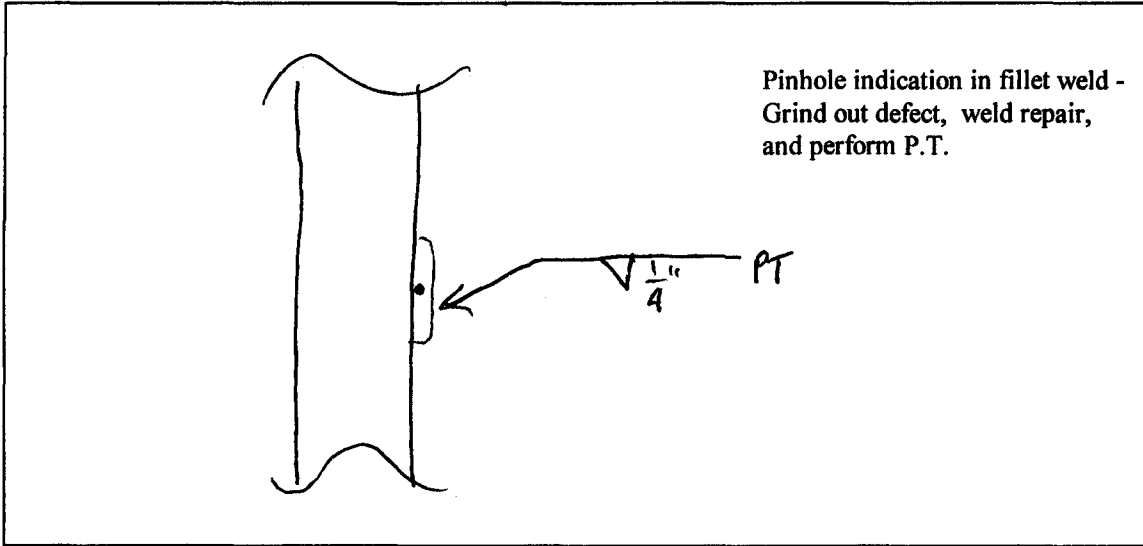 Pinhole indication in fillet weld -
Grind out defect, weld repair,
and perform P.T.
1/4" PT